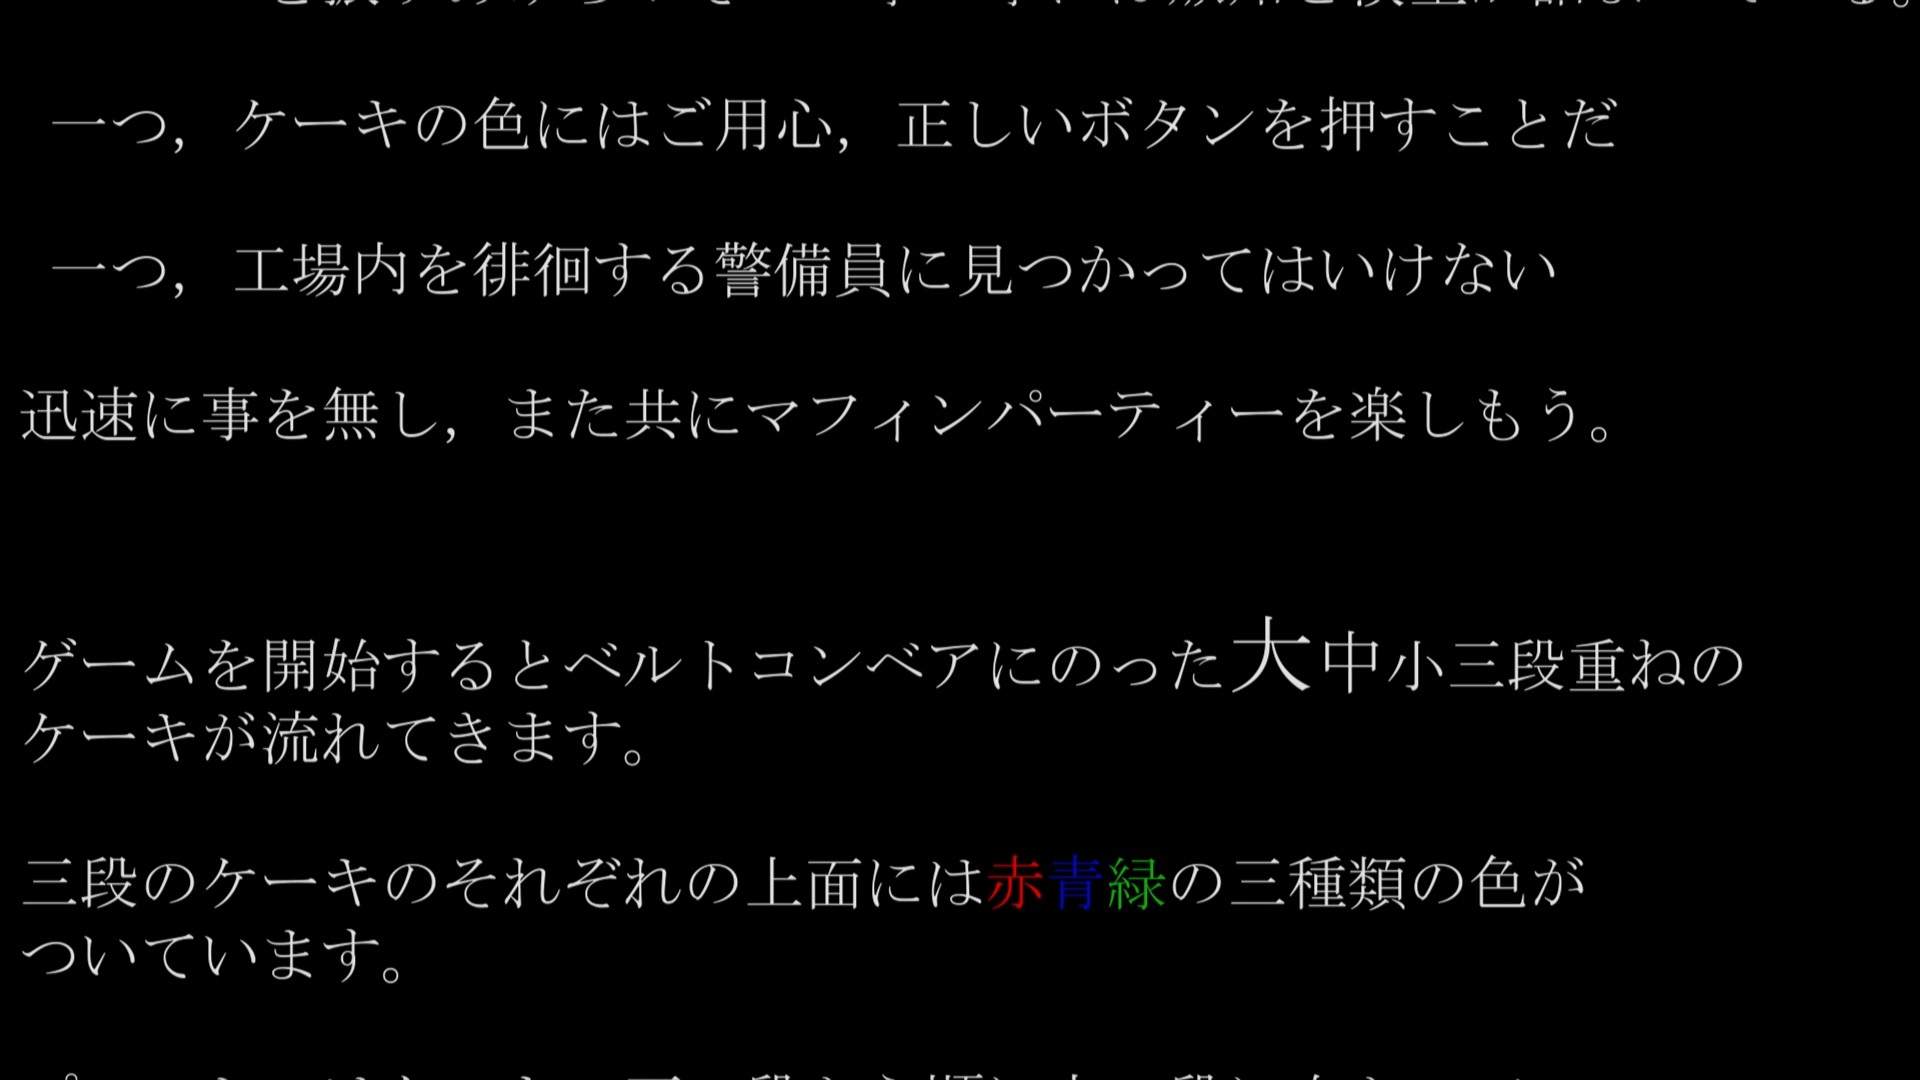 一つ，ケーキの色にはご用心，正しいボタンを押すことだ
一つ，工場内を徘徊する警備員に見つかってはいけない
迅速に事を無し，また共にマフィンパーティーを楽しもう。
ゲームを開始するとベルトコンベアにのった大中小三段重ねの
ケーキが流れてきます。
三段のケーキのそれぞれの上面には赤青緑の三種類の色が
ついています。